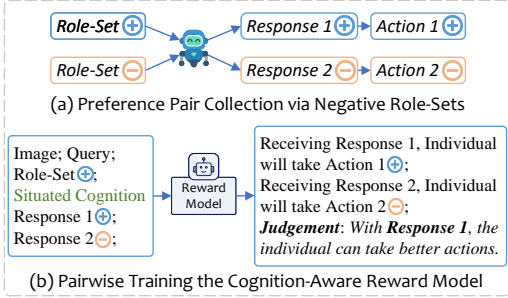 Role-Set + Response 1 + Action 1 +
Role-Set − Response 2 − Action 2 −
(a) Preference Pair Collection via Negative Role-Sets
Image; Query;
Role-Set +;
Situated Cognition
Response 1 +;
Response 2 −;
Reward
Model
Receiving Response 1, Individual
will take Action 1 +;
Receiving Response 2, Individual
will take Action 2 −;
Judgement: With Response 1, the
individual can take better actions.
(b) Pairwise Training the Cognition-Aware Reward Model